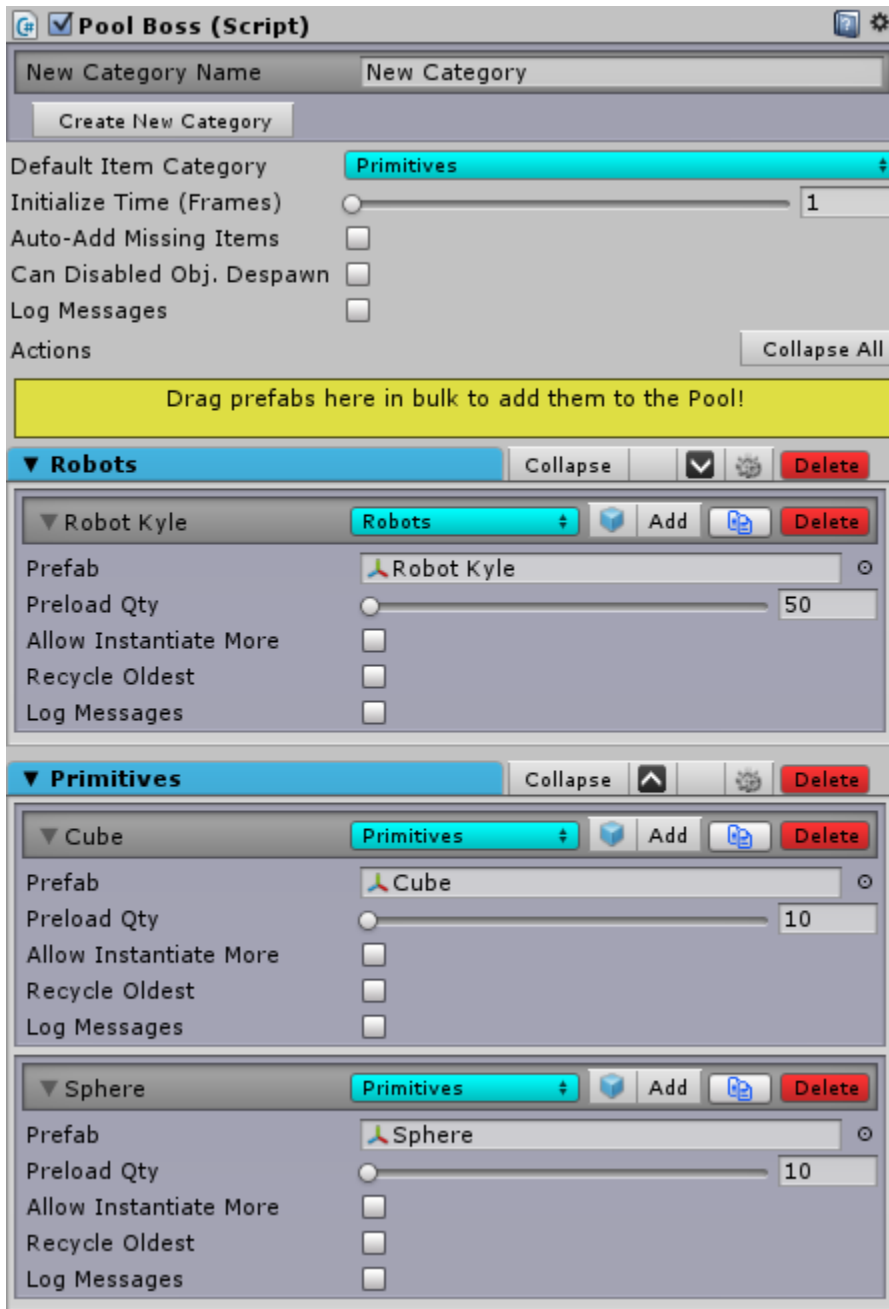 Pool Boss (Script)
New Category Name New Category
Create New Category
Default Item Category Primitives
Initialize Time (Frames) 1
Auto-Add Missing Items
Can Disabled Obj. Despawn
Log Messages
Actions Collapse All
Drag prefabs here in bulk to add them to the Pool!
▼ Robots Collapse Delete
▼ Robot Kyle Robots Add Delete
Prefab Robot Kyle
Preload Qty 50
Allow Instantiate More
Recycle Oldest
Log Messages
▼ Primitives Collapse Delete
▼ Cube Primitives Add Delete
Prefab Cube
Preload Qty 10
Allow Instantiate More
Recycle Oldest
Log Messages
▼ Sphere Primitives Add Delete
Prefab Sphere
Preload Qty 10
Allow Instantiate More
Recycle Oldest
Log Messages